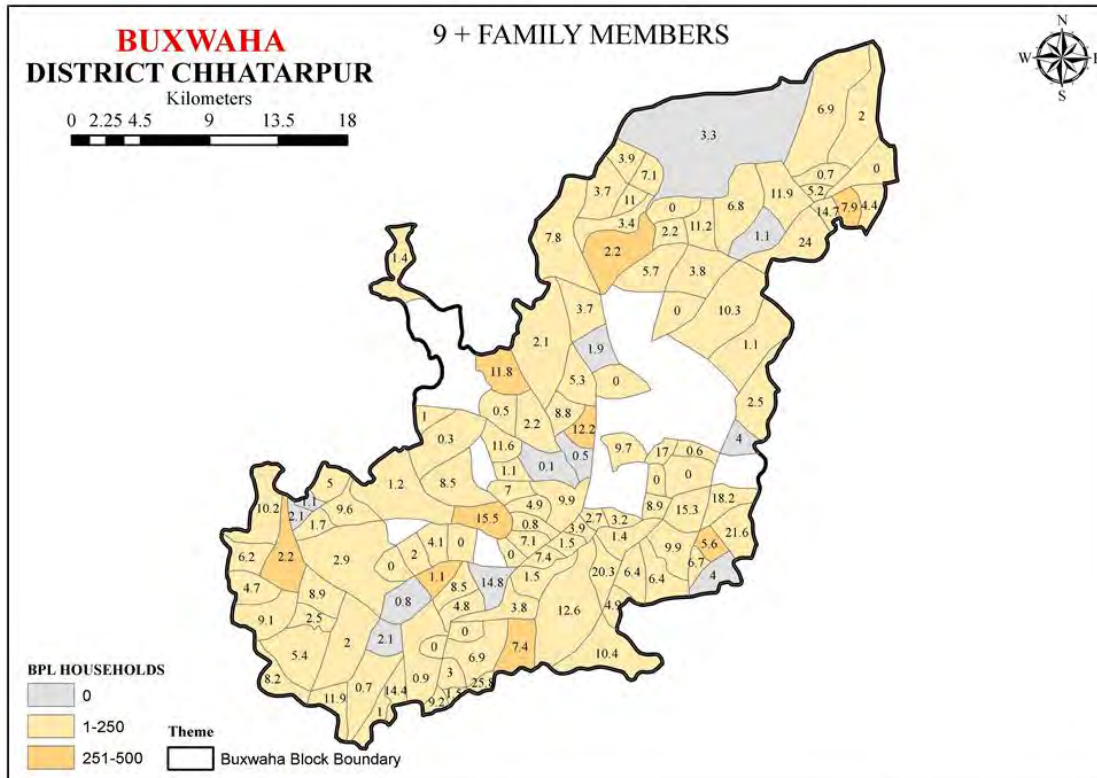 BUXWAHA
DISTRICT CHHATARPUR
9 + FAMILY MEMBERS
Kilometers
0 2.25 4.5 9 13.5 18
N
W E
S
6.9 2
3.3
3.9 7.1
0.7 0
3.7 11
11.9 5.2
6.8
0
14.7 7.9 4.4
7.8 3.4 2.2 11.2
1.1 24
2.2
1.4
5.7 3.8
3.7 0 10.3
2.1
1.9 1.1
11.8 5.3 0
2.5
0.5 2.2 8.8
1 12.2
0.3 11.6 9.7 17 0.6 4
1.1 0.1 0.5
5 1.2 8.5 7 0 0
10.2 1.1 9.6 4.9 9.9 8.9 15.3 18.2
2.1 1.7 15.5 0.8 3.9 2.7 3.2
21.6
6.2 2.2 2.9 2 4.1 0 7.1 1.5 1.4 9.9 5.6
0 0 7.4 6.7
4.7 8.9 1.1 8.5 14.8 1.5 20.3 6.4 6.4 4
0.8 4.8 3.8 12.6 4.9
9.1 2.5
2 2.1 0 0 7.4
5.4 6.9 10.4
8.2 0.7 0.9 3
11.9 14.4 25.8
1 9.2 1.5
BPL HOUSEHOLDS
0
1-250
251-500
Theme
Buxwaha Block Boundary